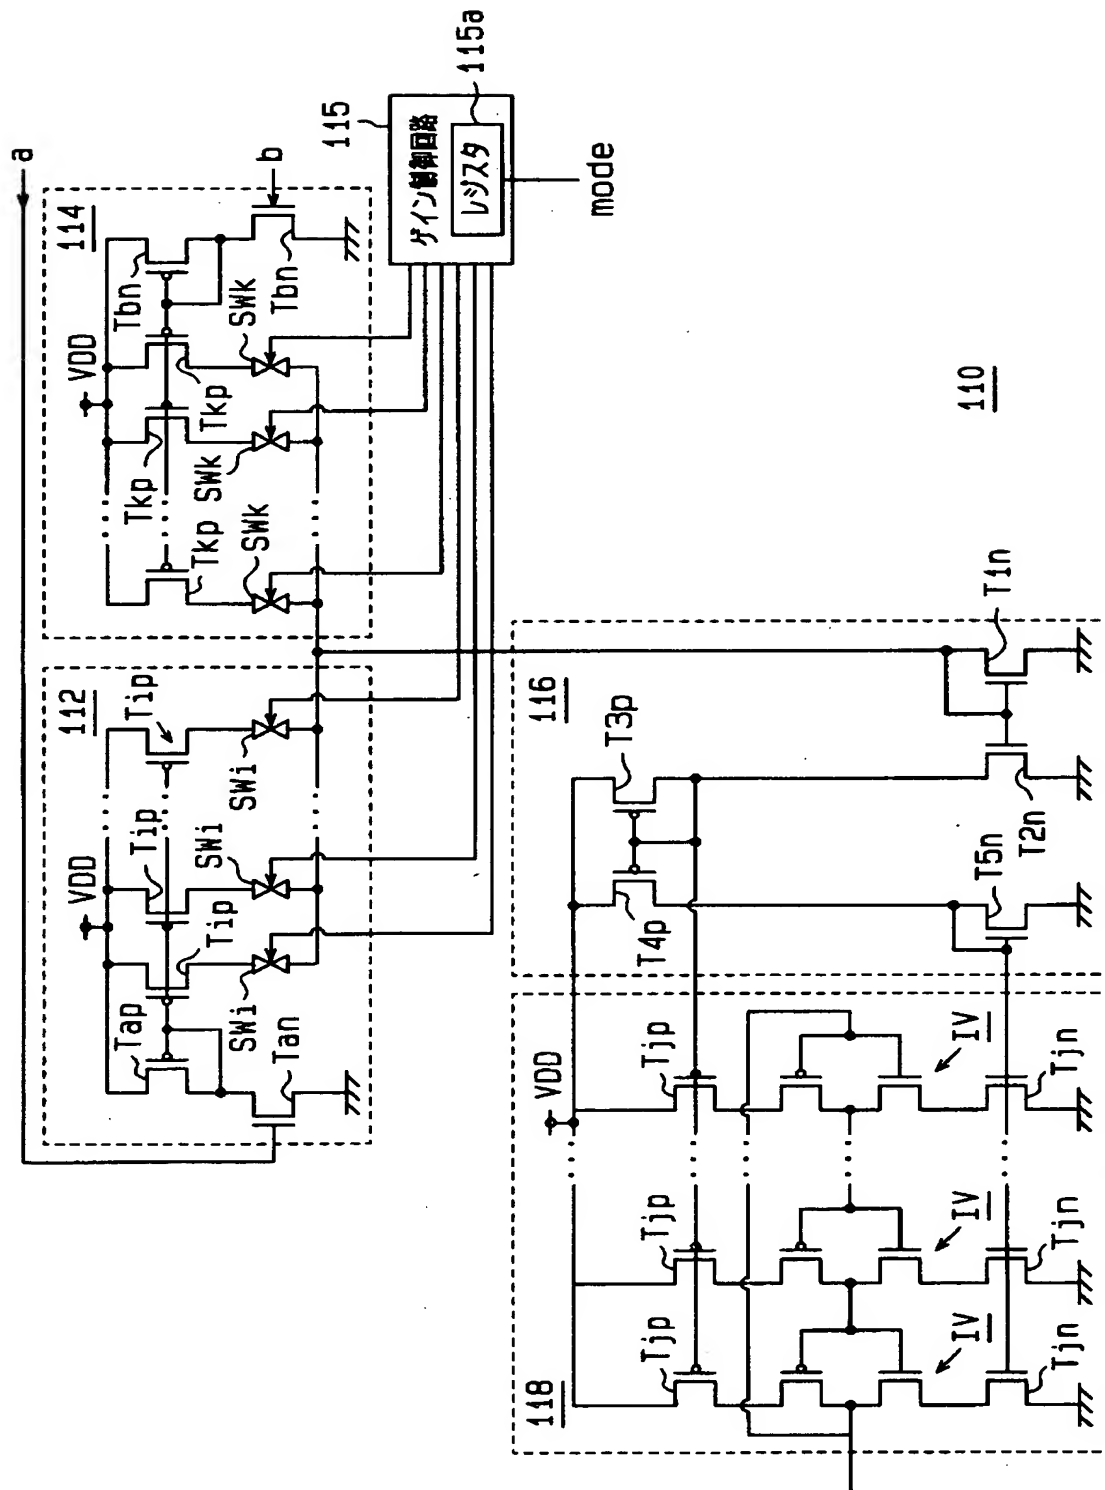 a
112
VDD
Tap
Tip
Tip
Tip
SWi
SWi
SWi
Tan
114
VDD
Tbn
Tkp
Tkp
Tkp
SWk
SWk
SWk
Tbn
b
115
115a
ゲイン制御回路
レジスタ
mode
110
116
T3p
T4p
T5n
T2n
T1n
118
VDD
Tjp
Tjp
Tjp
IV
IV
IV
Tjn
Tjn
Tjn